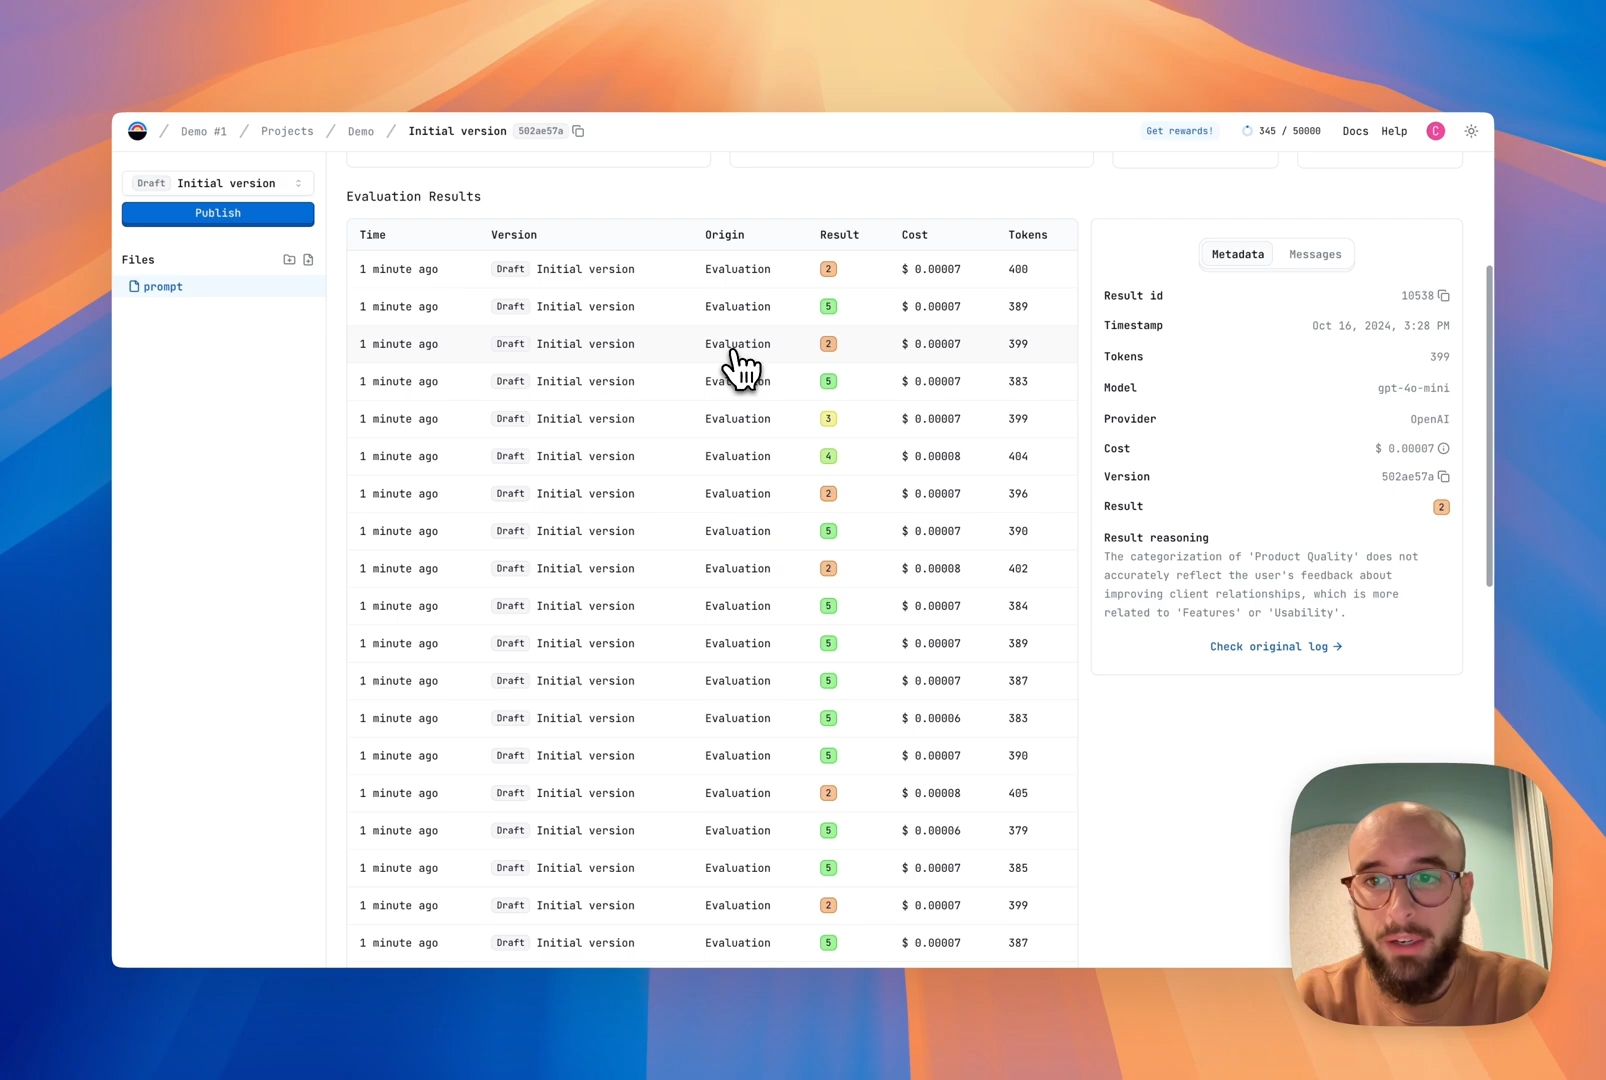 / Demo #1 / Projects / Demo / Initial version 502ae57a
Get rewards! 345 / 50000 Docs Help C
Draft Initial version
Publish
Files
prompt
Evaluation Results
Time Version Origin Result Cost Tokens
1 minute ago Draft Initial version Evaluation 2 $ 0.00007 400
1 minute ago Draft Initial version Evaluation 5 $ 0.00007 389
1 minute ago Draft Initial version Evaluation 2 $ 0.00007 399
1 minute ago Draft Initial version 5 $ 0.00007 383
1 minute ago Draft Initial version Evaluation 3 $ 0.00007 399
1 minute ago Draft Initial version Evaluation 4 $ 0.00008 404
1 minute ago Draft Initial version Evaluation 2 $ 0.00007 396
1 minute ago Draft Initial version Evaluation 5 $ 0.00007 390
1 minute ago Draft Initial version Evaluation 2 $ 0.00008 402
1 minute ago Draft Initial version Evaluation 5 $ 0.00007 384
1 minute ago Draft Initial version Evaluation 5 $ 0.00007 389
1 minute ago Draft Initial version Evaluation 5 $ 0.00007 387
1 minute ago Draft Initial version Evaluation 5 $ 0.00006 383
1 minute ago Draft Initial version Evaluation 5 $ 0.00007 390
1 minute ago Draft Initial version Evaluation 2 $ 0.00008 405
1 minute ago Draft Initial version Evaluation 5 $ 0.00006 379
1 minute ago Draft Initial version Evaluation 5 $ 0.00007 385
1 minute ago Draft Initial version Evaluation 2 $ 0.00007 399
1 minute ago Draft Initial version Evaluation 5 $ 0.00007 387
Metadata Messages
Result id 10538
Timestamp Oct 16, 2024, 3:28 PM
Tokens 399
Model gpt-4o-mini
Provider OpenAI
Cost $ 0.00007
Version 502ae57a
Result 2
Result reasoning
The categorization of 'Product Quality' does not
accurately reflect the user's feedback about
improving client relationships, which is more
related to 'Features' or 'Usability'.
Check original log →